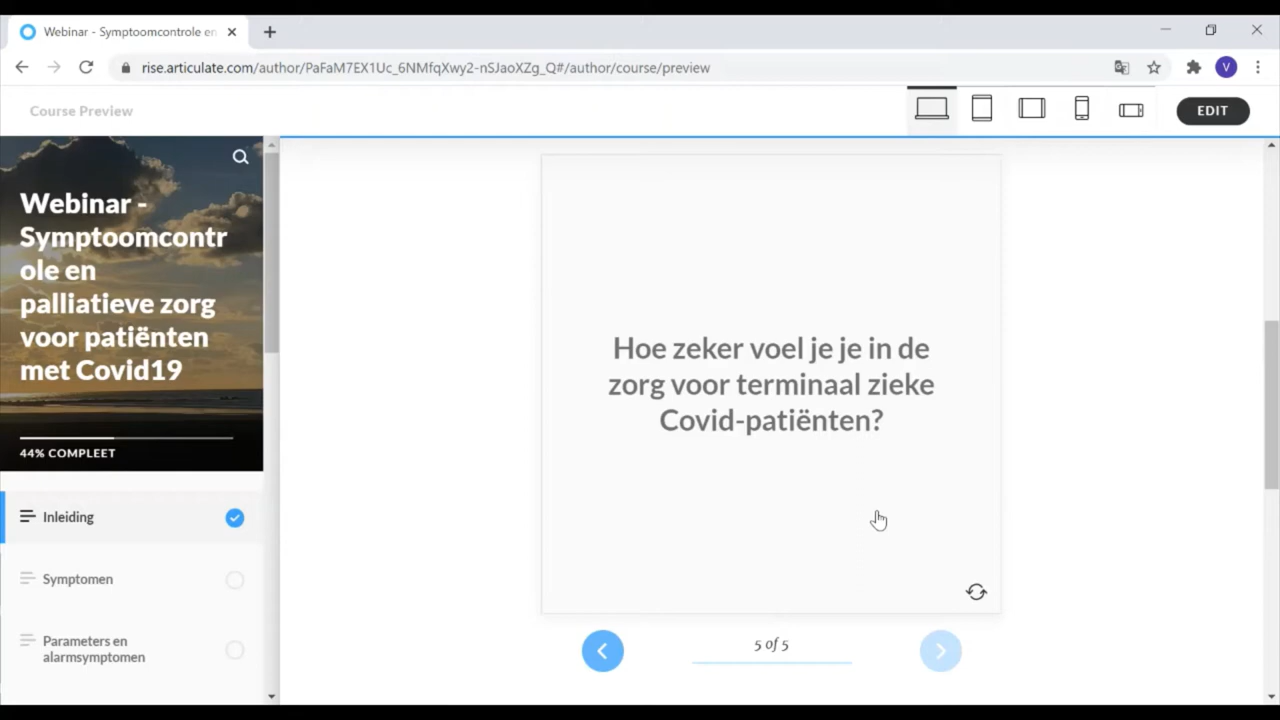 Webinar - Symptoomcontrole en
rise.articulate.com/author/PaFaM7EX1Uc_6NMfqXwy2-nSJaoXZg_Q#/author/course/preview
V
Course Preview
EDIT
Webinar -
Symptoomcontr
ole en
palliatieve zorg
voor patiënten
met Covid19
44% COMPLEET
Inleiding
Symptomen
Parameters en
alarmsymptomen
Hoe zeker voel je je in de
zorg voor terminaal zieke
Covid-patiënten?
5 of 5